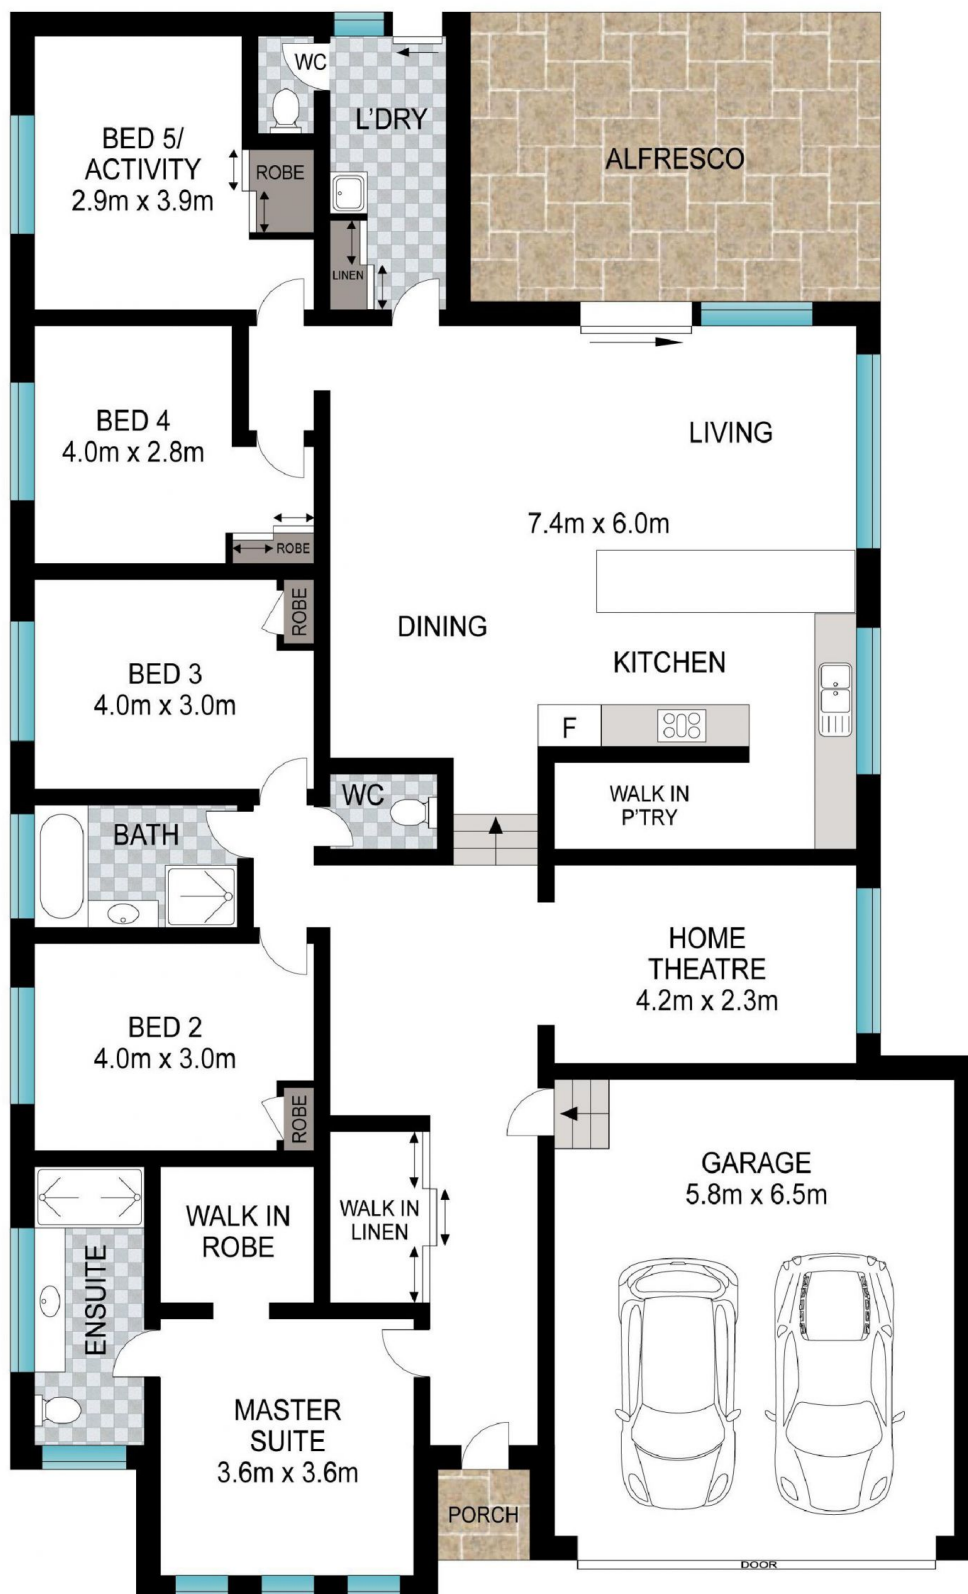 WC
L'DRY
BED 5/
ACTIVITY
2.9m x 3.9m
ROBE
ALFRESCO
LINEN
BED 4
4.0m x 2.8m
LIVING
7.4m x 6.0m
ROBE
ROBE
DINING
KITCHEN
BED 3
4.0m x 3.0m
F
WC
WALK IN
P'TRY
BATH
HOME
THEATRE
4.2m x 2.3m
BED 2
4.0m x 3.0m
ROBE
GARAGE
5.8m x 6.5m
WALK IN
ROBE
WALK IN
LINEN
ENSUITE
MASTER
SUITE
3.6m x 3.6m
PORCH
DOOR